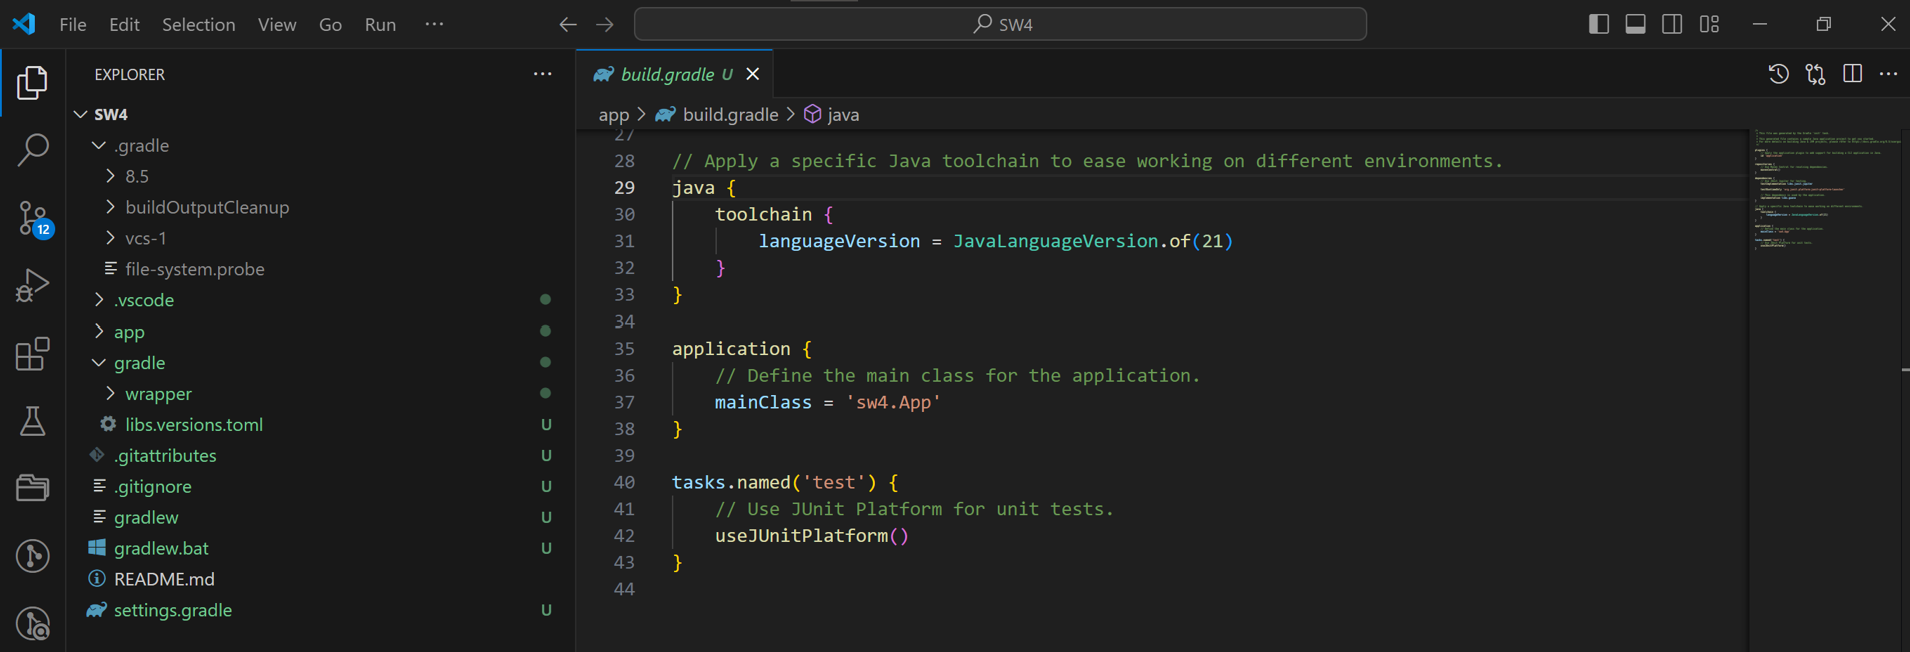 File Edit Selection View Go Run ···
SW4
EXPLORER ···
build.gradle U
SW4
app > build.gradle > java
.gradle
8.5
buildOutputCleanup
vcs-1
file-system.probe
.vscode
app
gradle
wrapper
libs.versions.toml U
.gitattributes U
.gitignore U
gradlew U
gradlew.bat U
README.md
settings.gradle U
12
27
28 // Apply a specific Java toolchain to ease working on different environments.
29 java {
30 toolchain {
31 languageVersion = JavaLanguageVersion.of(21)
32 }
33 }
34
35 application {
36 // Define the main class for the application.
37 mainClass = 'sw4.App'
38 }
39
40 tasks.named('test') {
41 // Use JUnit Platform for unit tests.
42 useJUnitPlatform()
43 }
44